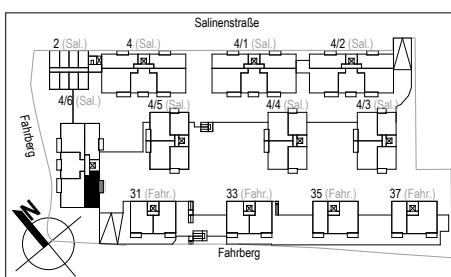 Salinenstraße
2 (Sal.) 4 (Sal.) 4/1 (Sal.) 4/2 (Sal.)
4/6 (Sal.) 4/5 (Sal.) 4/4 (Sal.) 4/3 (Sal.)
Fahrberg
31 (Fahr.) 33 (Fahr.) 35 (Fahr.) 37 (Fahr.)
N
Fahrberg